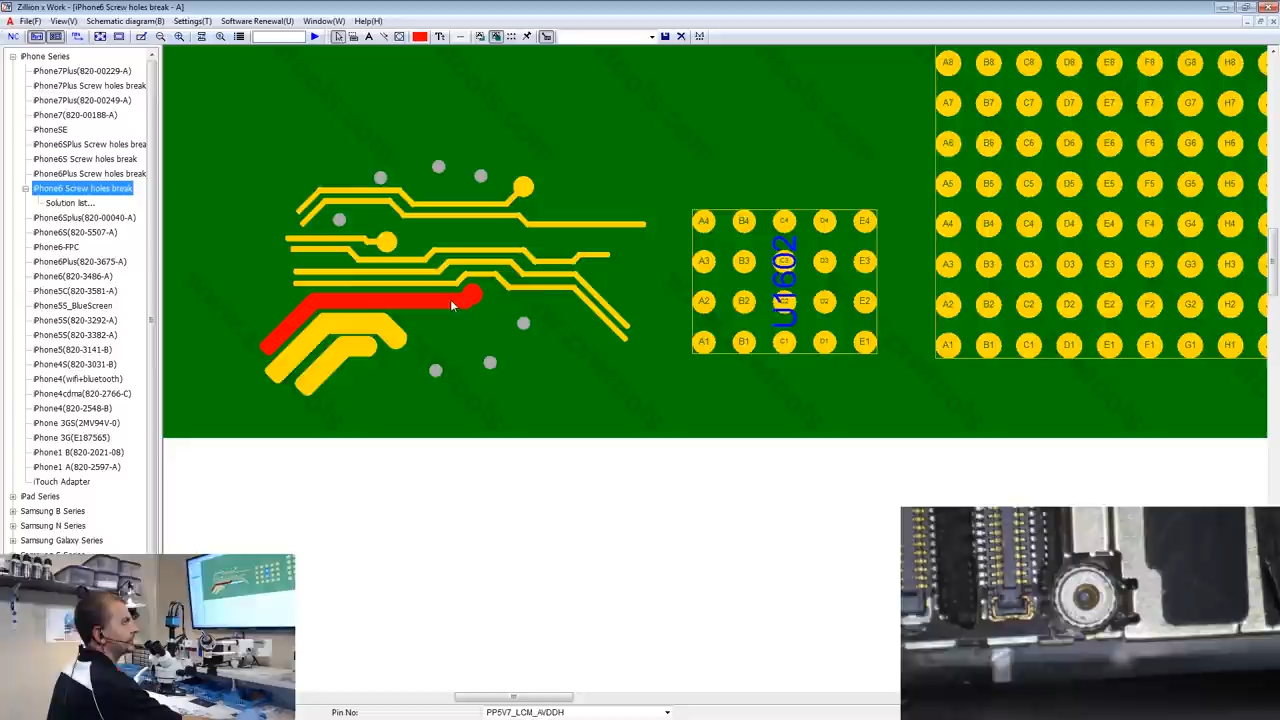 Zillion x Work - [iPhone6 Screw holes break - A]
File(F) View(V) Schematic diagram(B) Settings(T) Software Renewal(U) Window(W) Help(H)
NC
iPhone Series
iPhone7Plus(820-00229-A)
iPhone7Plus Screw holes break
iPhone7Plus(820-00249-A)
iPhone7(820-00188-A)
iPhoneSE
iPhone6SPlus Screw holes brea
iPhone6S Screw holes break
iPhone6Plus Screw holes break
iPhone6 Screw holes break
Solution list...
iPhone6Splus(820-00040-A)
iPhone6S(820-5507-A)
iPhone6-FPC
iPhone6Plus(820-3675-A)
iPhone6(820-3486-A)
iPhone5C(820-3581-A)
iPhone5S_BlueScreen
iPhone5S(820-3292-A)
iPhone5S(820-3382-A)
iPhone5(820-3141-B)
iPhone4S(820-3031-B)
iPhone4(wifi+bluetooth)
iPhone4cdma(820-2766-C)
iPhone4(820-2548-B)
iPhone 3GS(2MV94V-0)
iPhone 3G(E187565)
iPhone1 B(820-2021-08)
iPhone1 A(820-2597-A)
iTouch Adapter
iPad Series
Samsung B Series
Samsung N Series
Samsung Galaxy Series
A4 B4 C4 D4 E4
A3 B3 C3 D3 E3
A2 B2 C2 D2 E2
A1 B1 C1 D1 E1
U1602
A8 B8 C8 D8 E8 F8 G8 H8
A7 B7 C7 D7 E7 F7 G7 H7
A6 B6 C6 D6 E6 F6 G6 H6
A5 B5 C5 D5 E5 F5 G5 H5
A4 B4 C4 D4 E4 F4 G4 H4
A3 B3 C3 D3 E3 F3 G3 H3
A2 B2 C2 D2 E2 F2 G2 H2
A1 B1 C1 D1 E1 F1 G1 H1
Pin No: PP5V7_LCM_AVDDH